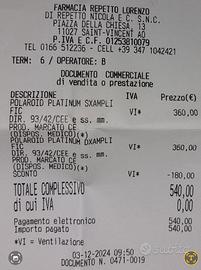 FARMACIA REPETTO LORENZO
DI REPETTO NICOLA E C. S.N.C.
PIAZZA DELLA CHIESA, 13
11027 SAINT-VINCENT AO
P.IVA E C.F. 01253810079
TEL 0166 512236 - CELL +39 347 1042421
TERM: 6 / OPERATOR: B
DOCUMENTO COMMERCIALE
di vendita o prestazione
DESCRIZIONE IVA Prezzo(€)
POLAROID PLATINUM SXAMPLI
FIC VI* 360,00
DIR. 93/42/CEE e ss. mm.
PROD. MARCATO CE
(DISPOS. MEDICO)(*)
POLAROID PLATINUM SXAMPLI
FIC VI* 360,00
DIR. 93/42/CEE e ss. mm.
PROD. MARCATO CE
(DISPOS. MEDICO)(*)
SCONTO VI* -180,00
TOTALE COMPLESSIVO 540,00
di cui IVA 0,00
Pagamento elettronico 540,00
Importo pagato 540,00
*VI = Ventilazione
03-12-2024 09:50
DOCUMENTO N. 0471-0019
subito